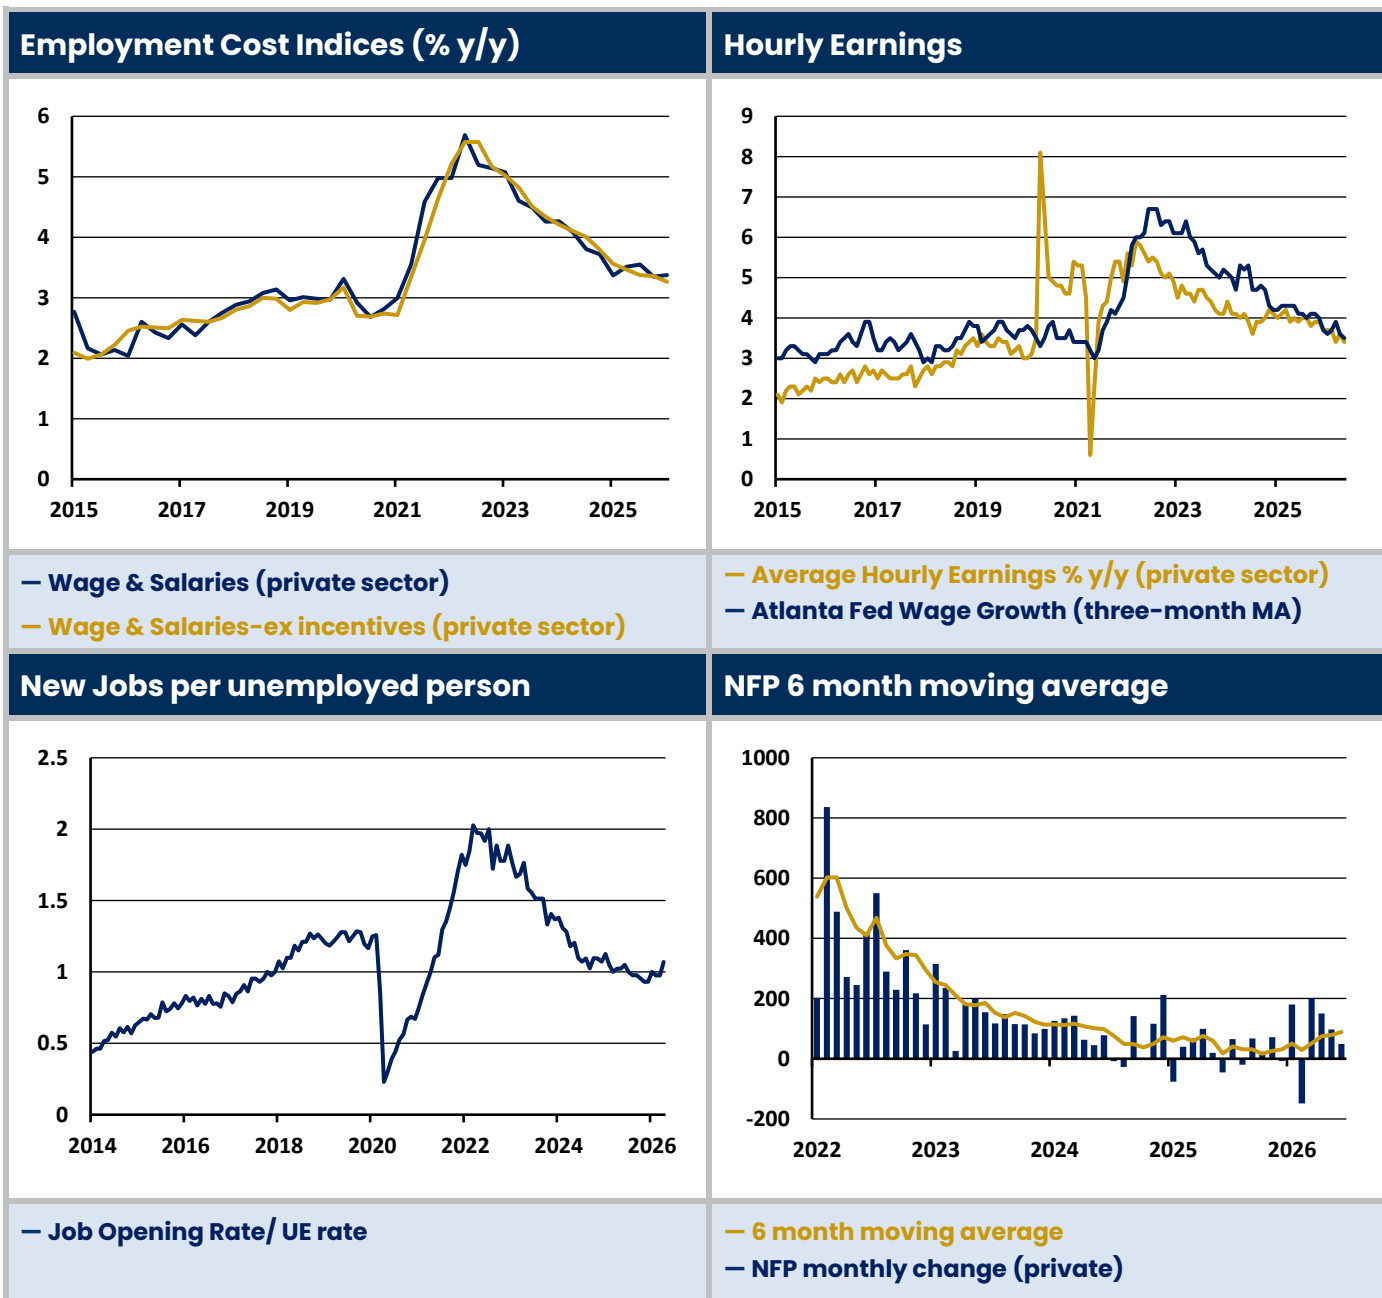 Employment Cost Indices (% y/y)
6
5
4
3
2
1
0
2015 2017 2019 2021 2023 2025
— Wage & Salaries (private sector)
— Wage & Salaries-ex incentives (private sector)
Hourly Earnings
9
8
7
6
5
4
3
2
1
0
2015 2017 2019 2021 2023 2025
— Average Hourly Earnings % y/y (private sector)
— Atlanta Fed Wage Growth (three-month MA)
New Jobs per unemployed person
2.5
2
1.5
1
0.5
0
2014 2016 2018 2020 2022 2024 2026
— Job Opening Rate/ UE rate
NFP 6 month moving average
1000
800
600
400
200
0
-200
2022 2023 2024 2025 2026
— 6 month moving average
— NFP monthly change (private)